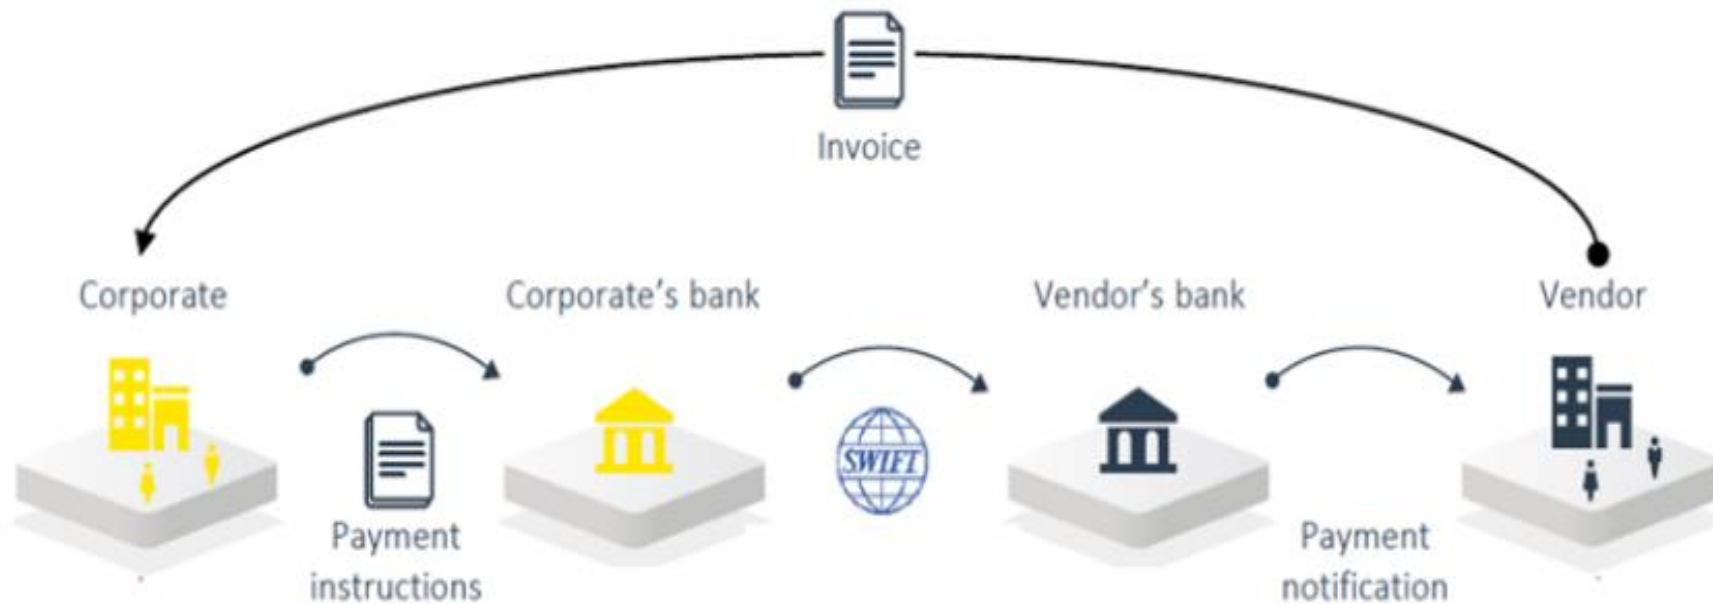 Invoice
Corporate
Corporate's bank
Vendor's bank
Vendor
SWIFT
Payment
instructions
Payment
notification